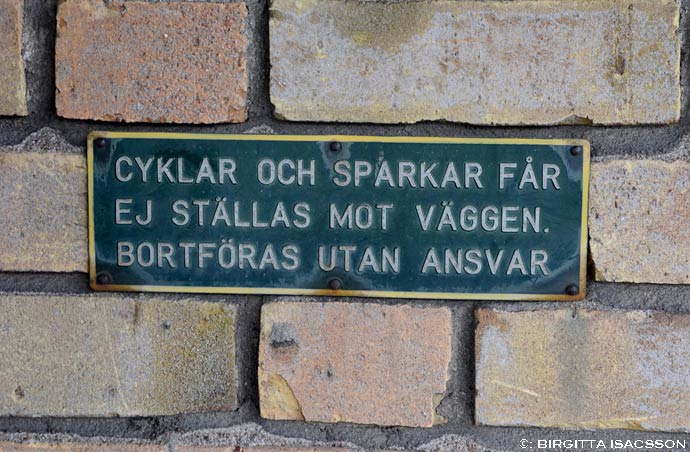 CYKLAR OCH SPARKAR FÅR
EJ STÄLLAS MOT VÄGGEN.
BORTFÖRAS UTAN ANSVAR
©: BIRGITTA ISACSSON